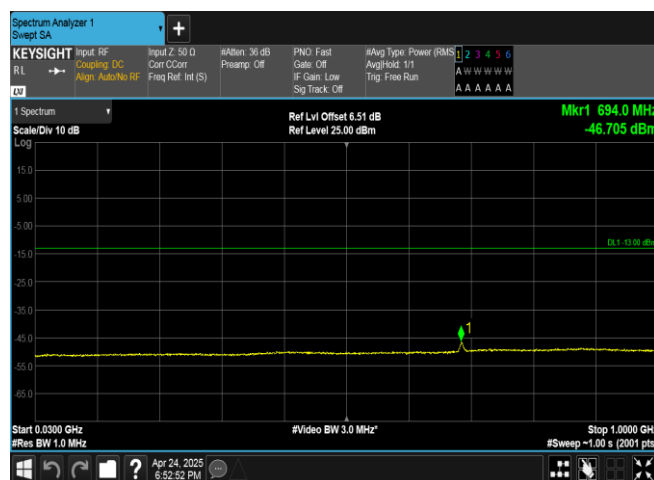 Spectrum Analyzer 1
Swept SA
+
KEYSIGHT Input: RF Input Z: 50 Ω #Atten: 36 dB PNO: Fast #Avg Type: Power (RMS 1 2 3 4 5 6
RL Coupling: DC Corr CCorr Preamp: Off Gate: Off Avg|Hold: 1/1
Align: Auto/No RF Freq Ref: Int (S) IF Gain: Low Trig: Free Run A W W W W W
LXI Sig Track: Off A A A A A A
1 Spectrum
Scale/Div 10 dB
Ref Lvl Offset 6.51 dB
Ref Level 25.00 dBm
Mkr1 694.0 MHz
-46.705 dBm
Log
15.0
5.00
-5.00
DL1 -13.00 dBm
-15.0
-25.0
-35.0
1
-45.0
-55.0
-65.0
Start 0.0300 GHz #Video BW 3.0 MHz* Stop 1.0000 GHz
#Res BW 1.0 MHz #Sweep ~1.00 s (2001 pts
? Apr 24, 2025
6:52:52 PM